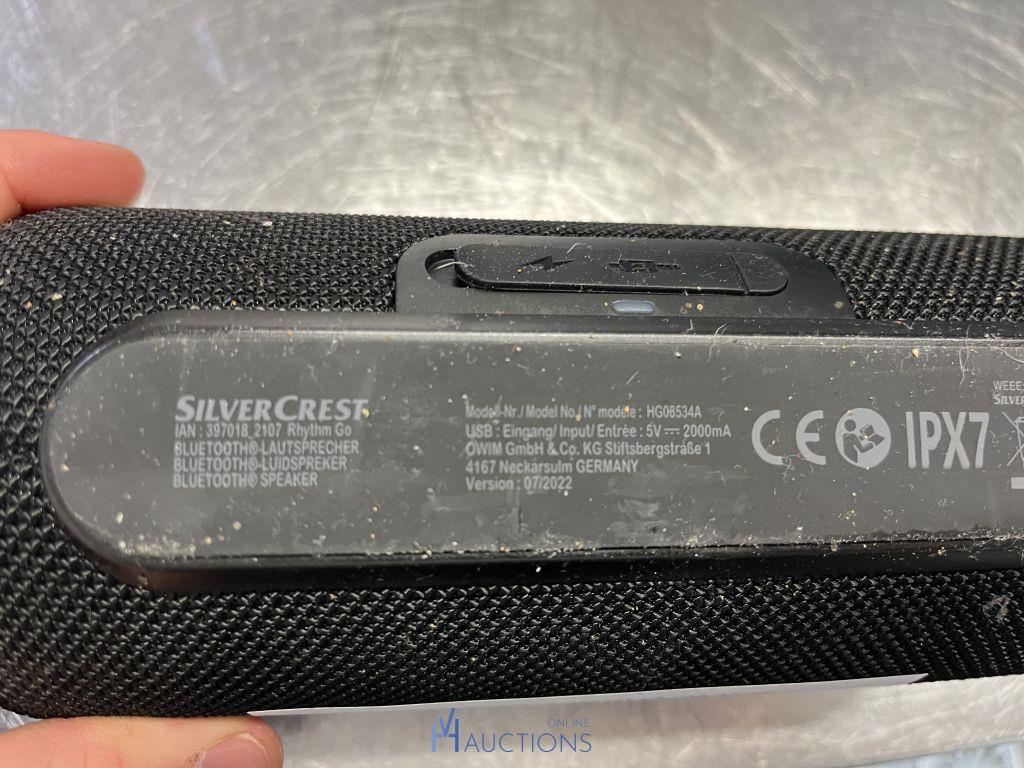 SILVERCREST
IAN : 397018_2107 Rhythm Go
BLUETOOTH®-LAUTSPRECHER
BLUETOOTH®-LUIDSPREKER
BLUETOOTH® SPEAKER
Modell-Nr./ Model No./ N° modèle : HG08534A
USB : Eingang/ Input/ Entrée : 5V⎓ 2000mA
OWIM GmbH & Co. KG Stiftsbergstraße 1
4167 Neckarsulm GERMANY
Version : 07/2022
CE IPX7
WEEE
SILVER
ONLINE
AUCTIONS